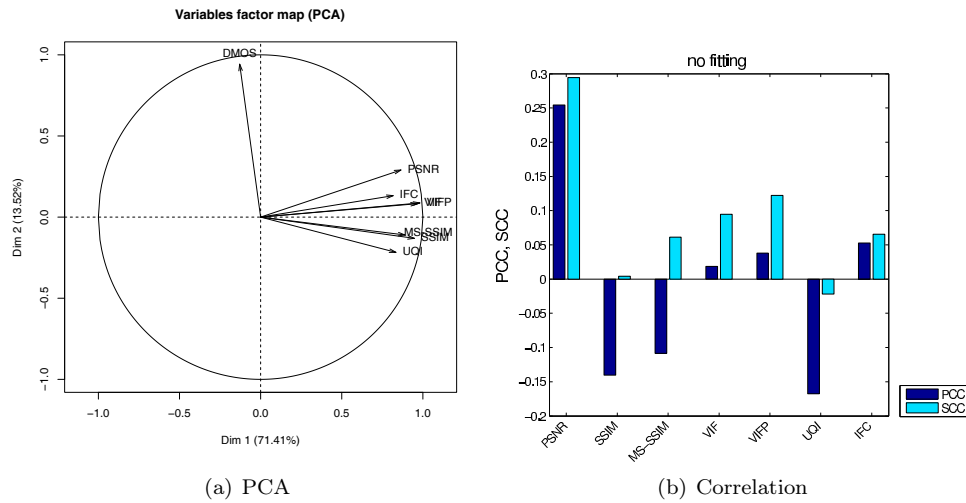 Variables factor map (PCA)
DMOS
PSNR
IFC
VIFP
MS-SSIM
SSIM
UQI
1.0
0.5
0.0
−0.5
−1.0
Dim 2 (13.52%)
−1.0
−0.5
0.0
0.5
1.0
Dim 1 (71.41%)
(a) PCA
no fitting
0.3
0.25
0.2
0.15
0.1
0.05
0
−0.05
−0.1
−0.15
−0.2
PCC, SCC
PSNR
SSIM
MS−SSIM
VIF
VIFP
UQI
IFC
PCC
SCC
(b) Correlation